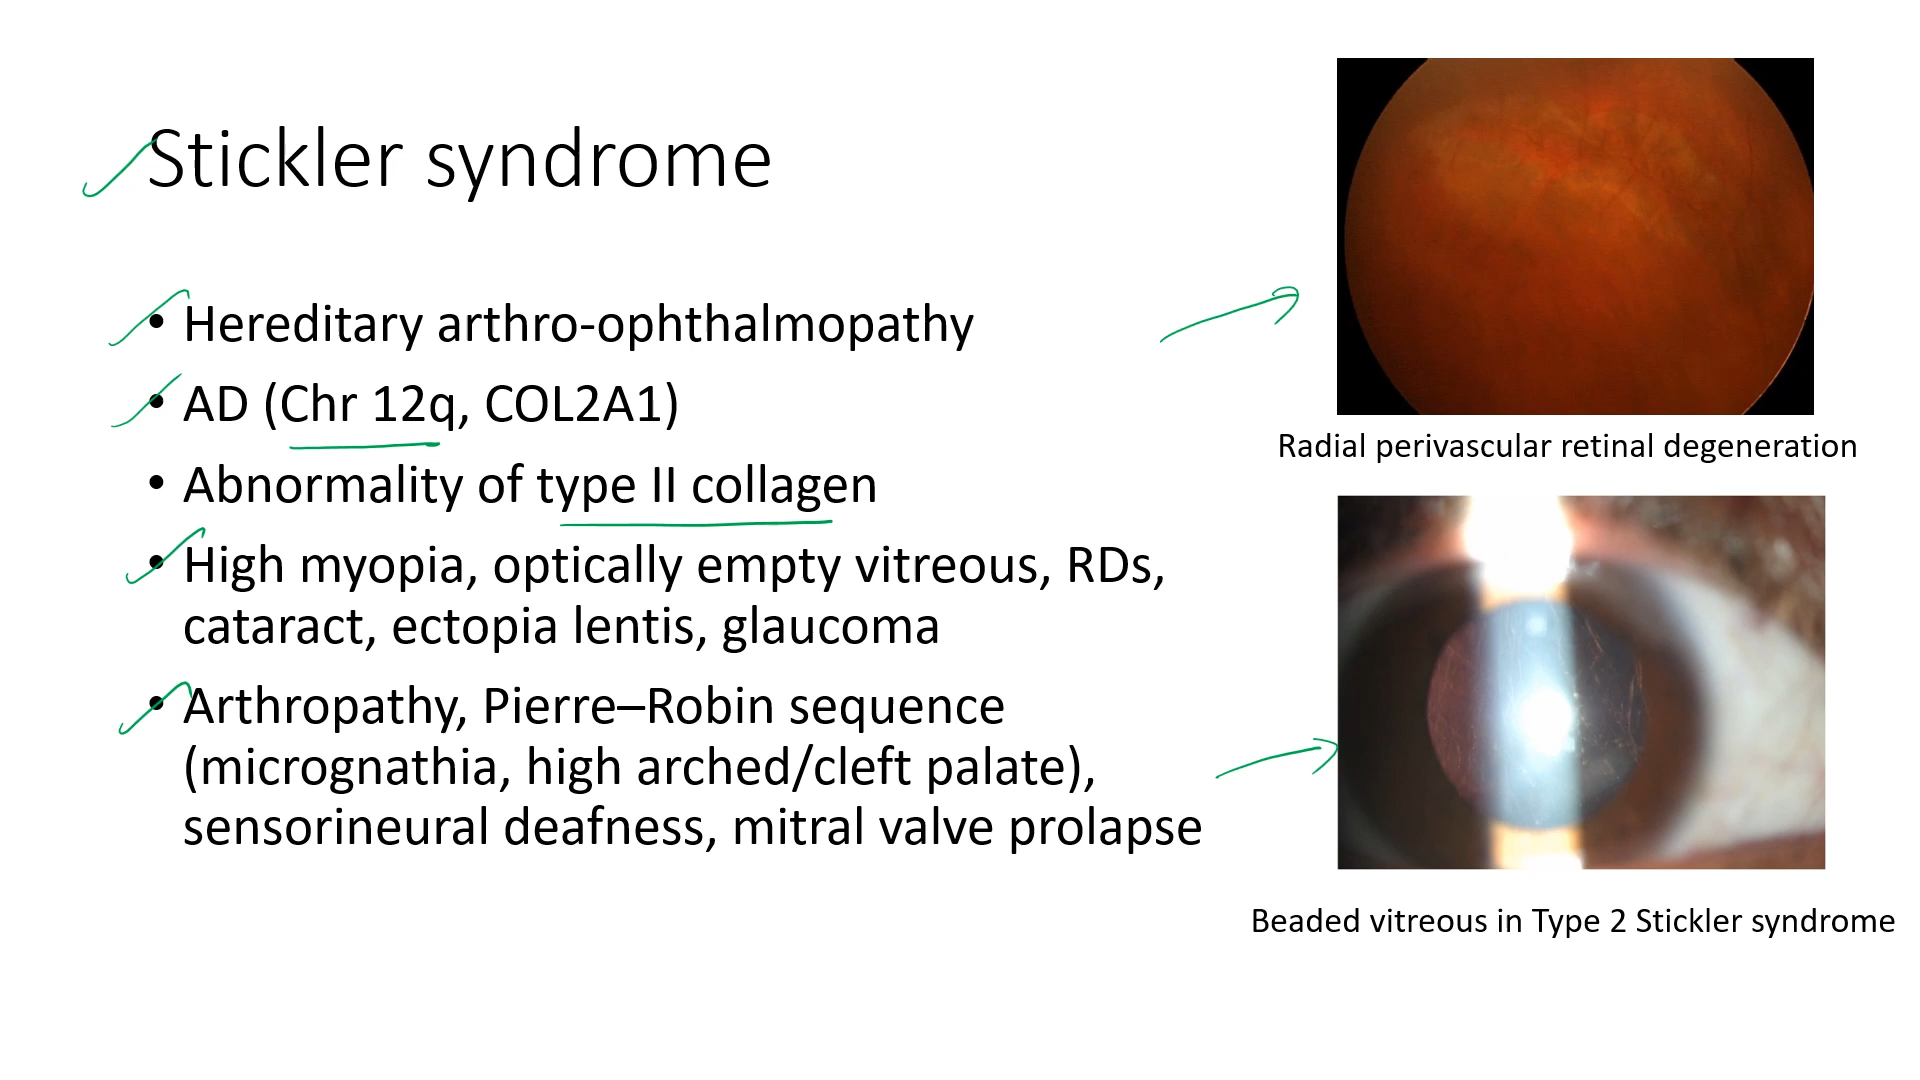 Stickler syndrome
• Hereditary arthro-ophthalmopathy
• AD (Chr 12q, COL2A1)
• Abnormality of type II collagen
• High myopia, optically empty vitreous, RDs,
cataract, ectopia lentis, glaucoma
• Arthropathy, Pierre–Robin sequence
(micrognathia, high arched/cleft palate),
sensorineural deafness, mitral valve prolapse
Radial perivascular retinal degeneration
Beaded vitreous in Type 2 Stickler syndrome